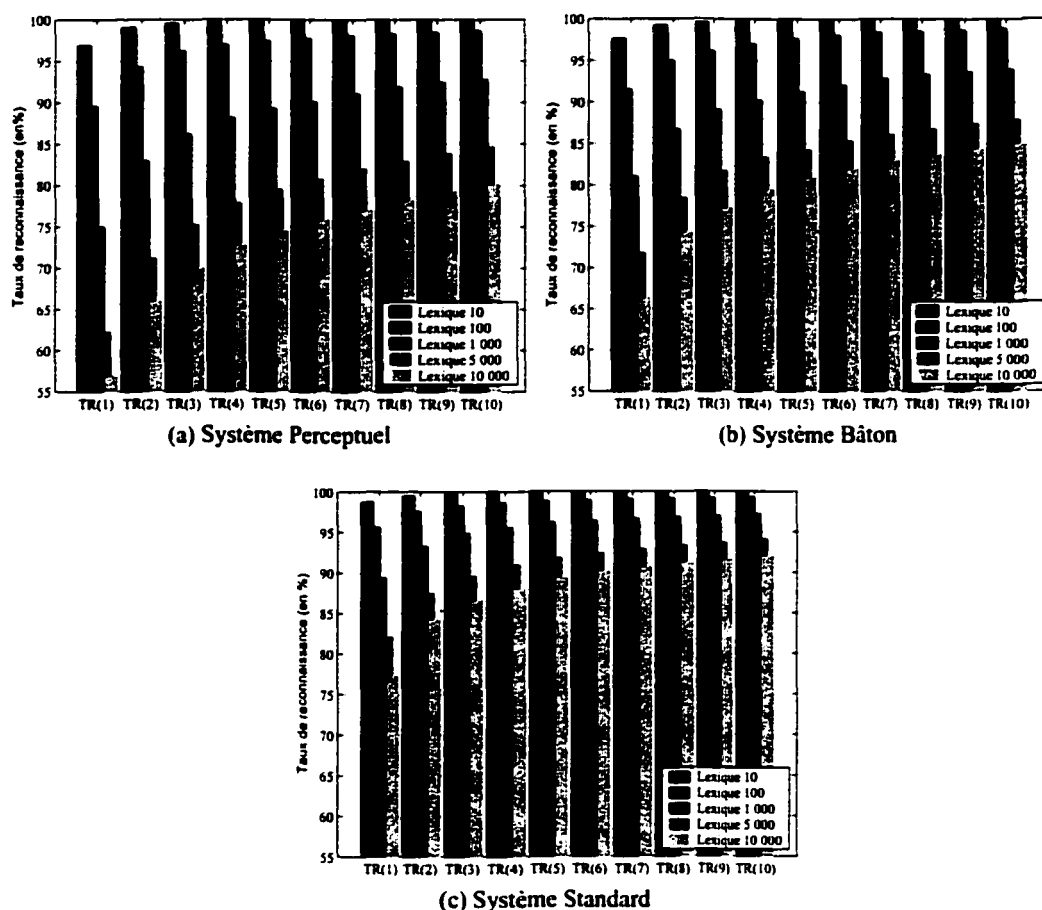 Taux de reconnaissance (en %)
100
95
90
85
80
75
70
65
60
55
Lexique 10
Lexique 100
Lexique 1 000
Lexique 5 000
Lexique 10 000
TR(1) TR(2) TR(3) TR(4) TR(5) TR(6) TR(7) TR(8) TR(9) TR(10)
(a) Système Perceptuel
Taux de reconnaissance (en %)
100
95
90
85
80
75
70
65
60
55
Lexique 10
Lexique 100
Lexique 1 000
Lexique 5 000
Lexique 10 000
TR(1) TR(2) TR(3) TR(4) TR(5) TR(6) TR(7) TR(8) TR(9) TR(10)
(b) Système Bâton
Taux de reconnaissance (en %)
100
95
90
85
80
75
70
65
60
55
Lexique 10
Lexique 100
Lexique 1 000
Lexique 5 000
Lexique 10 000
TR(1) TR(2) TR(3) TR(4) TR(5) TR(6) TR(7) TR(8) TR(9) TR(10)
(c) Système Standard